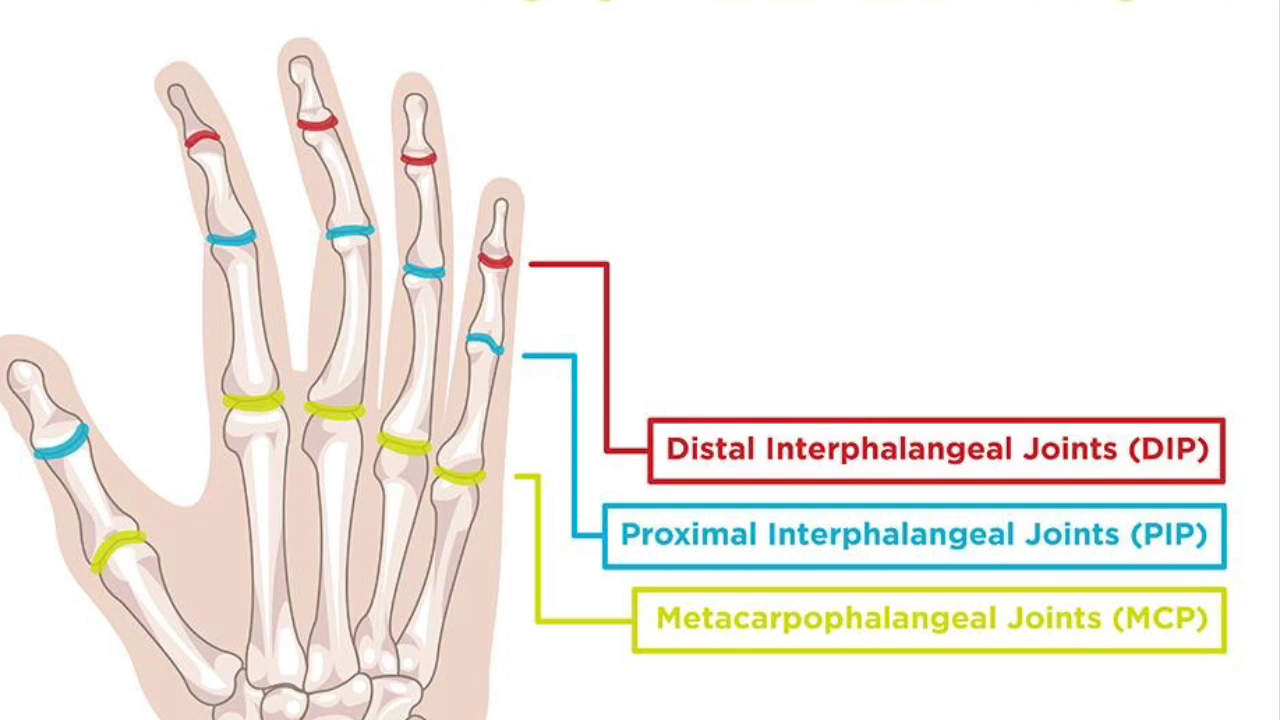 Distal Interphalangeal Joints (DIP)
Proximal Interphalangeal Joints (PIP)
Metacarpophalangeal Joints (MCP)